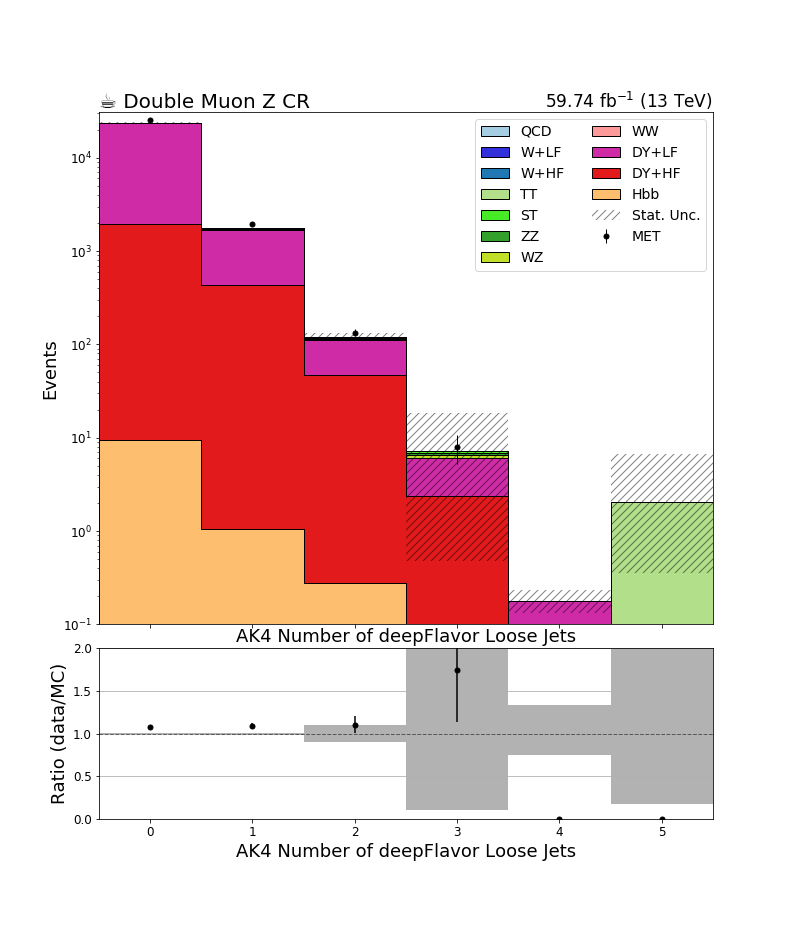 ☕ Double Muon Z CR 59.74 fb⁻¹ (13 TeV)
QCD WW
W+LF DY+LF
W+HF DY+HF
TT Hbb
ST Stat. Unc.
ZZ MET
WZ
Events
10⁴
10³
10²
10¹
10⁰
10⁻¹
AK4 Number of deepFlavor Loose Jets
Ratio (data/MC)
2.0
1.5
1.0
0.5
0.0
0 1 2 3 4 5
AK4 Number of deepFlavor Loose Jets